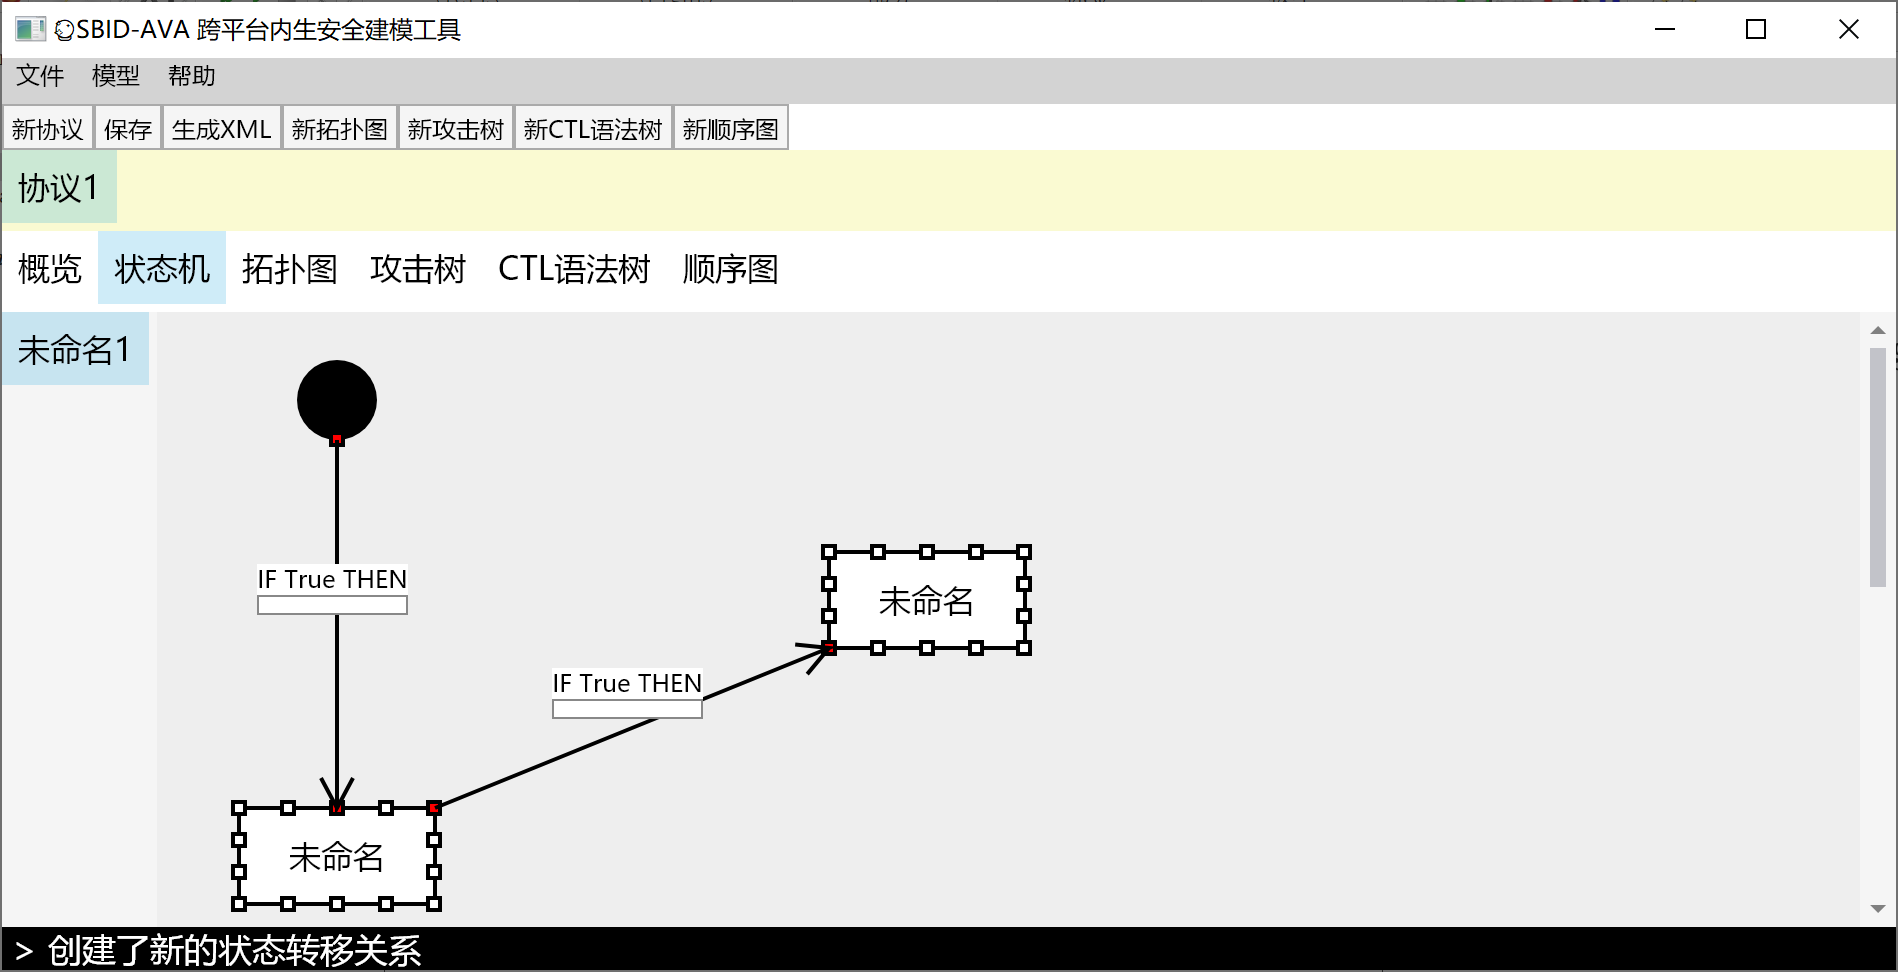 SBID-AVA 跨平台内生安全建模工具
文件 模型 帮助
新协议 保存 生成XML 新拓扑图 新攻击树 新CTL语法树 新顺序图
协议1
概览 状态机 拓扑图 攻击树 CTL语法树 顺序图
未命名1
IF True THEN
未命名
IF True THEN
未命名
> 创建了新的状态转移关系